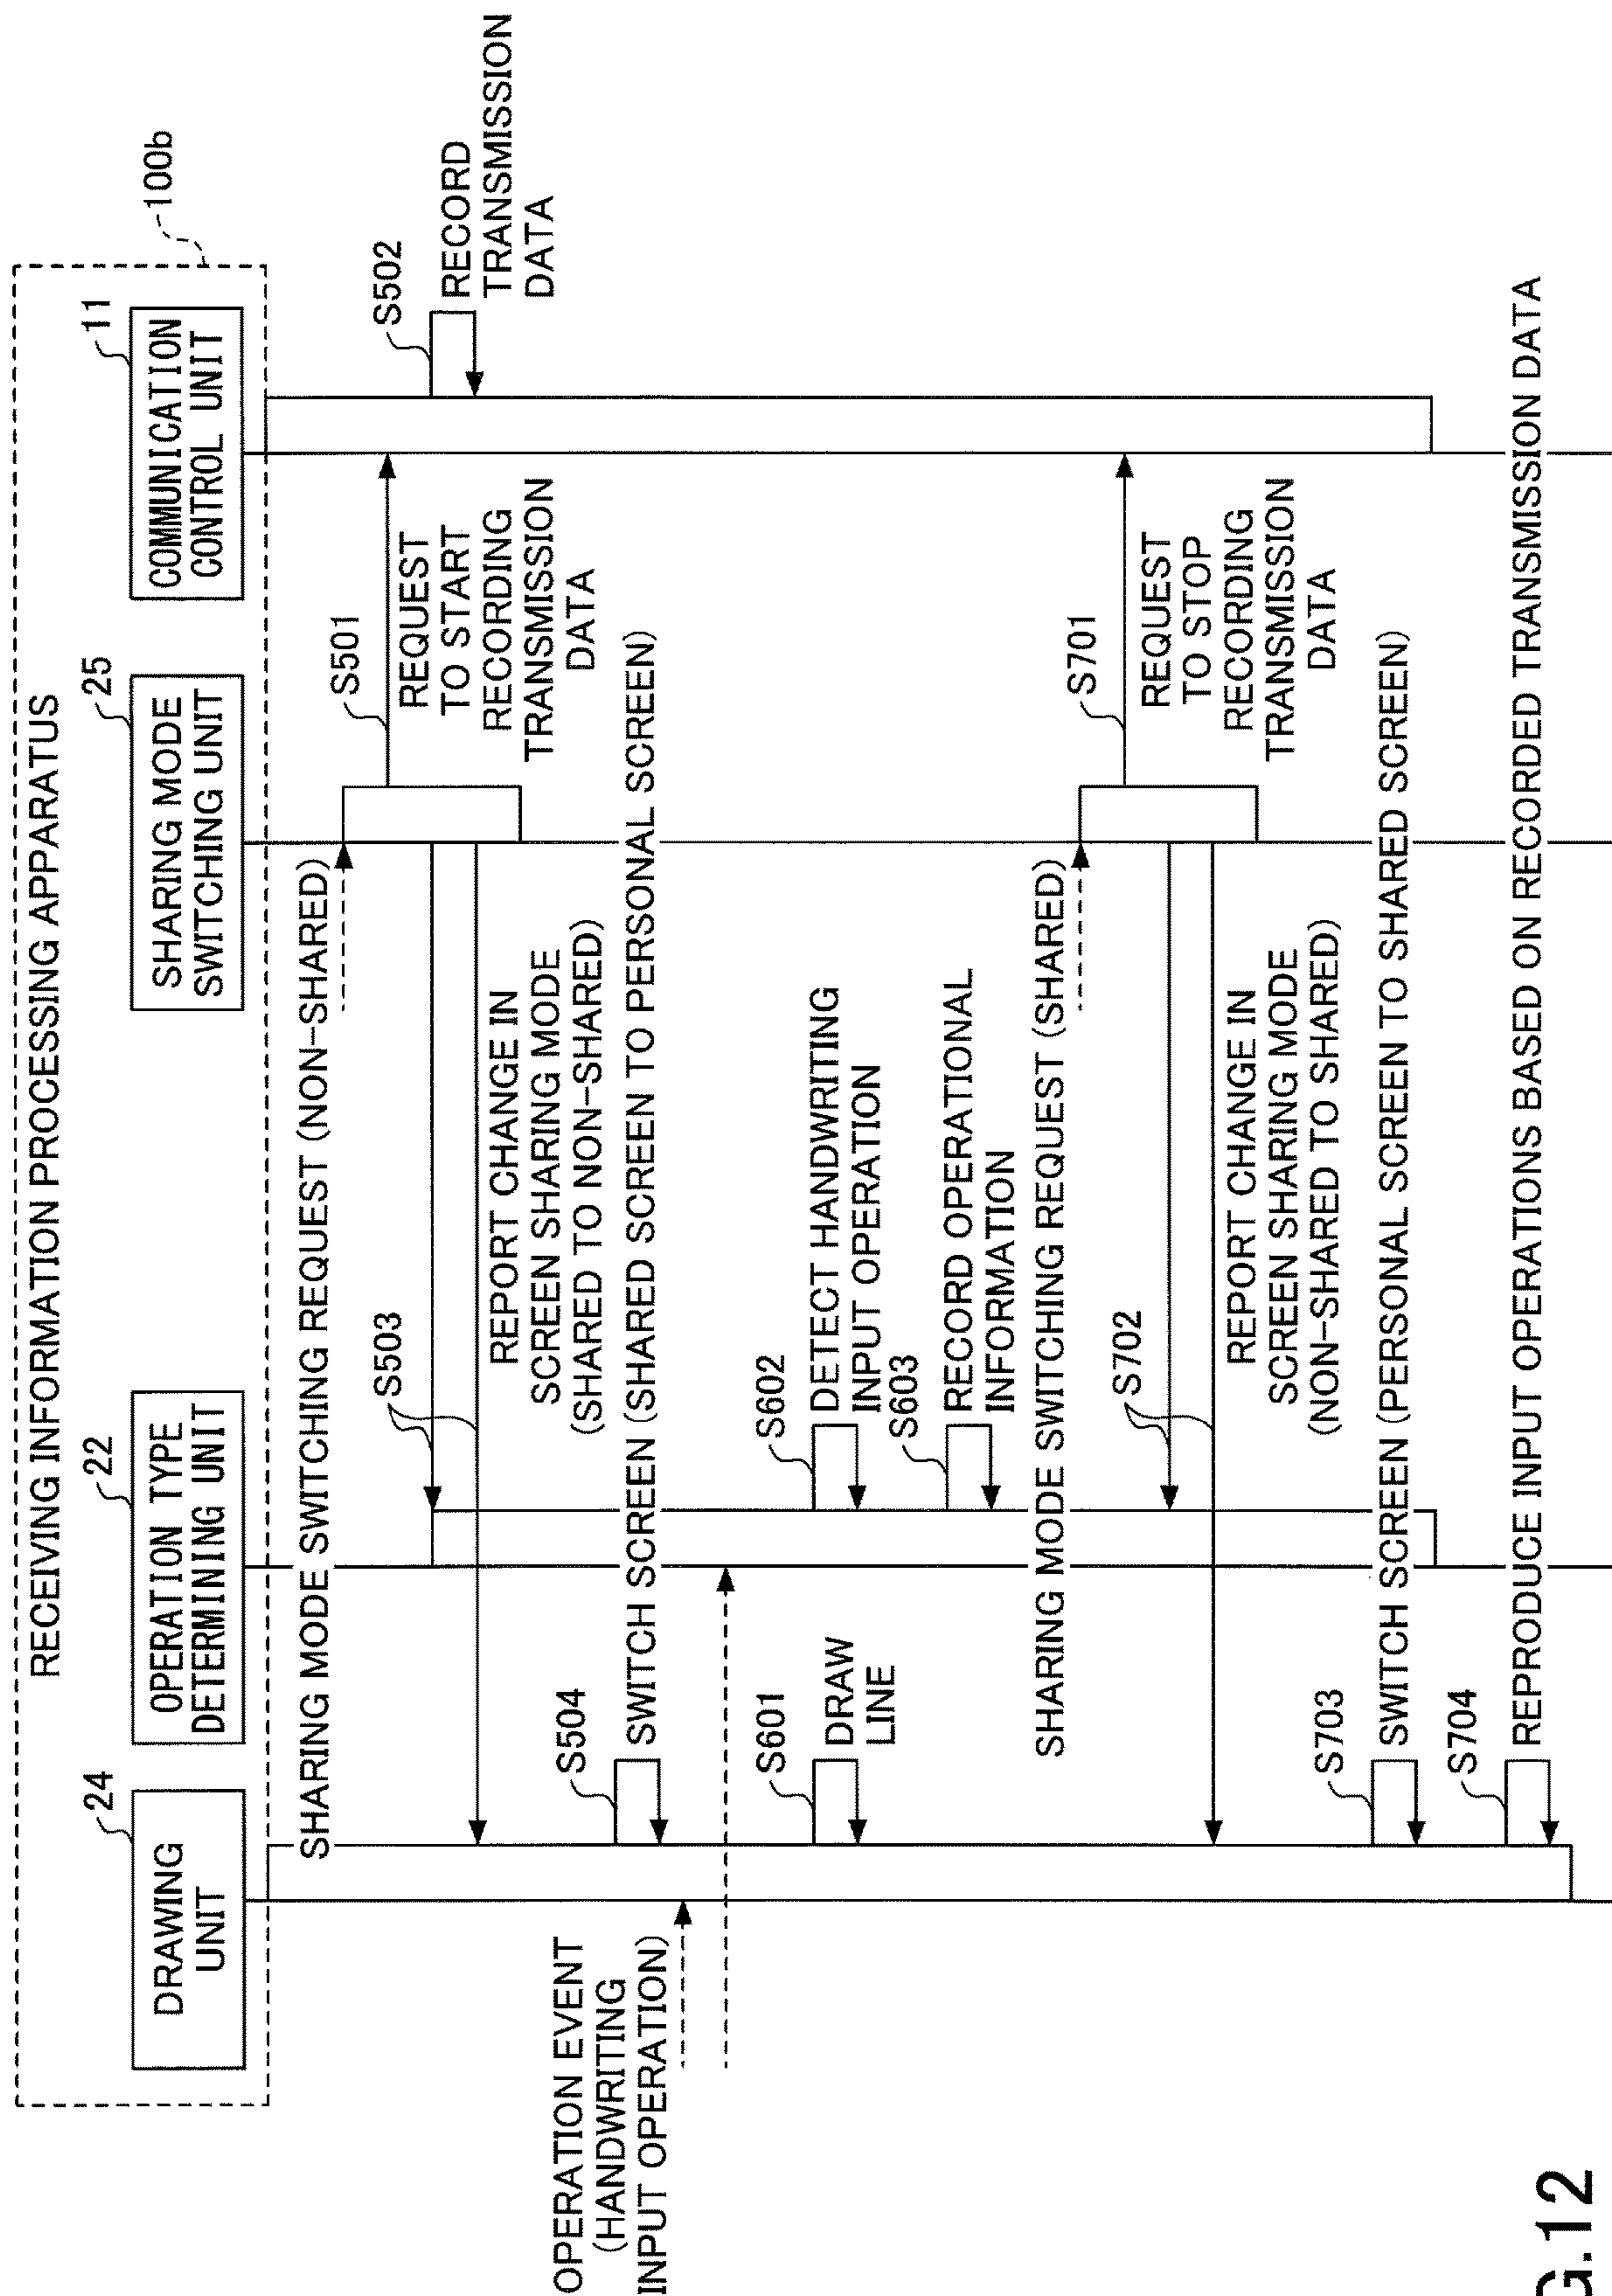 RECEIVING INFORMATION PROCESSING APPARATUS
100b
24
DRAWING
UNIT
22
OPERATION TYPE
DETERMINING UNIT
25
SHARING MODE
SWITCHING UNIT
11
COMMUNICATION
CONTROL UNIT
SHARING MODE SWITCHING REQUEST (NON-SHARED)
S501
REQUEST
TO START
RECORDING
TRANSMISSION
DATA
S502
RECORD
TRANSMISSION
DATA
S503
REPORT CHANGE IN
SCREEN SHARING MODE
(SHARED TO NON-SHARED)
S504
SWITCH SCREEN (SHARED SCREEN TO PERSONAL SCREEN)
OPERATION EVENT
(HANDWRITING
INPUT OPERATION)
S601
DRAW
LINE
S602
DETECT HANDWRITING
INPUT OPERATION
S603
RECORD OPERATIONAL
INFORMATION
SHARING MODE SWITCHING REQUEST (SHARED)
S701
REQUEST
TO STOP
RECORDING
TRANSMISSION
DATA
S702
REPORT CHANGE IN
SCREEN SHARING MODE
(NON-SHARED TO SHARED)
S703
SWITCH SCREEN (PERSONAL SCREEN TO SHARED SCREEN)
S704
REPRODUCE INPUT OPERATIONS BASED ON RECORDED TRANSMISSION DATA
G.12